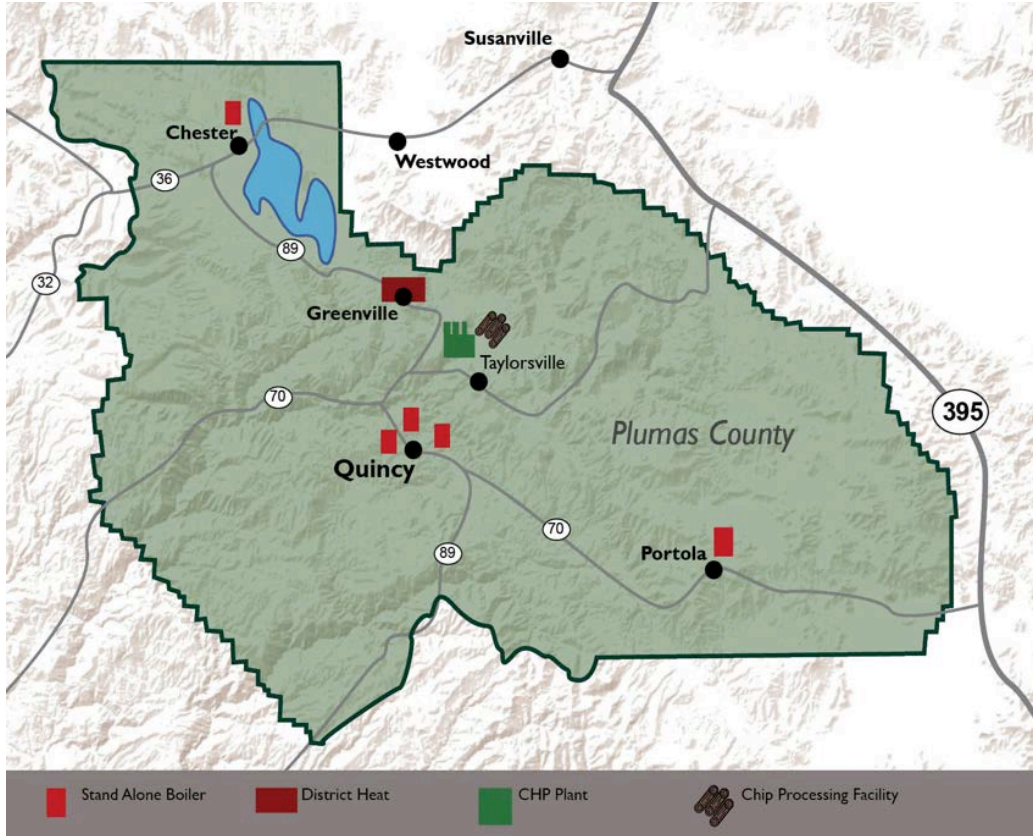 Susanville
Chester
Westwood
36
89
32
Greenville
Taylorsville
70
395
Plumas County
Quincy
70
89
Portola
Stand Alone Boiler
District Heat
CHP Plant
Chip Processing Facility